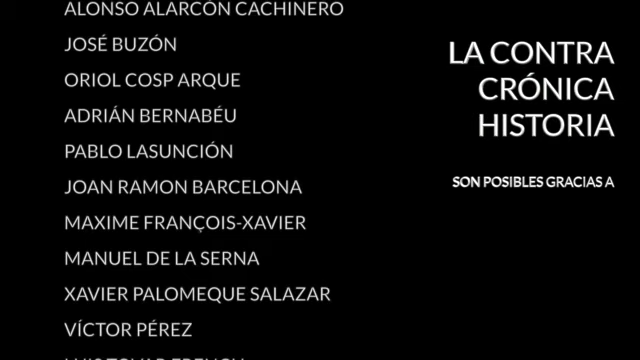 ALONSO ALARCÓN CACHINERO
JOSÉ BUZÓN
ORIOL COSP ARQUE
ADRIÁN BERNABÉU
PABLO LASUNCIÓN
JOAN RAMON BARCELONA
MAXIME FRANÇOIS-XAVIER
MANUEL DE LA SERNA
XAVIER PALOMEQUE SALAZAR
VÍCTOR PÉREZ
LA CONTRA
CRÓNICA
HISTORIA
SON POSIBLES GRACIAS A